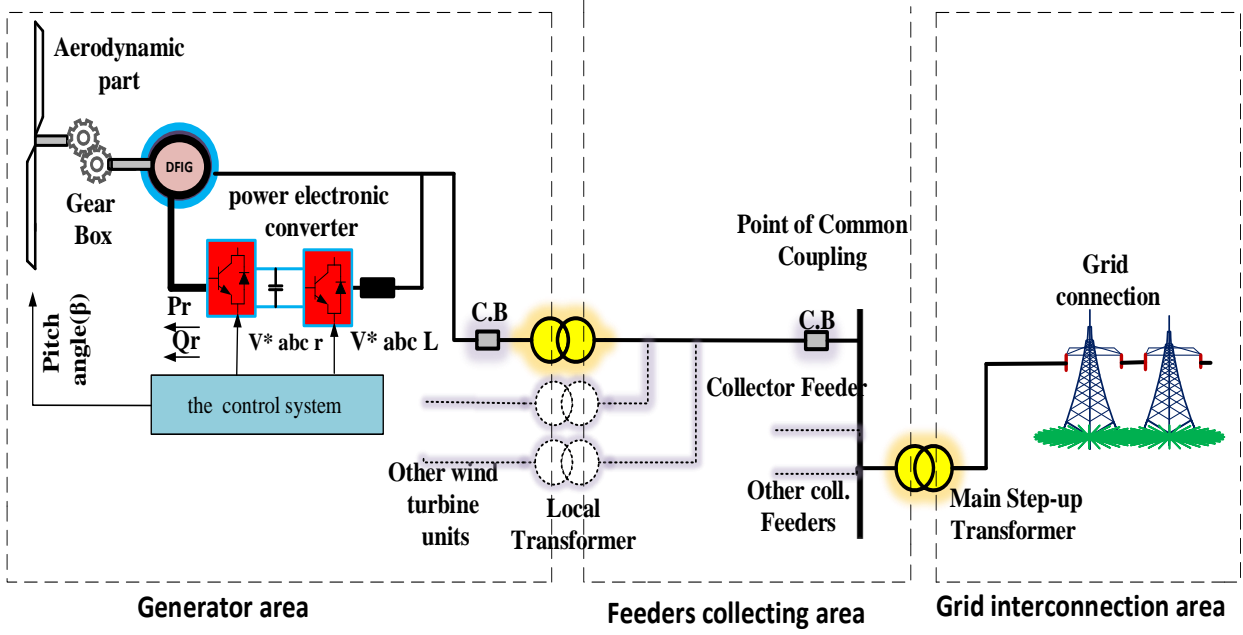 Aerodynamic
part
DFIG
Gear
Box
power electronic
converter
Pr
Qr
V* abc r
V* abc L
Pitch
angle(β)
the control system
C.B
Other wind
turbine
units
Local
Transformer
Point of Common
Coupling
C.B
Collector Feeder
Other coll.
Feeders
Grid
connection
Main Step-up
Transformer
Generator area
Feeders collecting area
Grid interconnection area